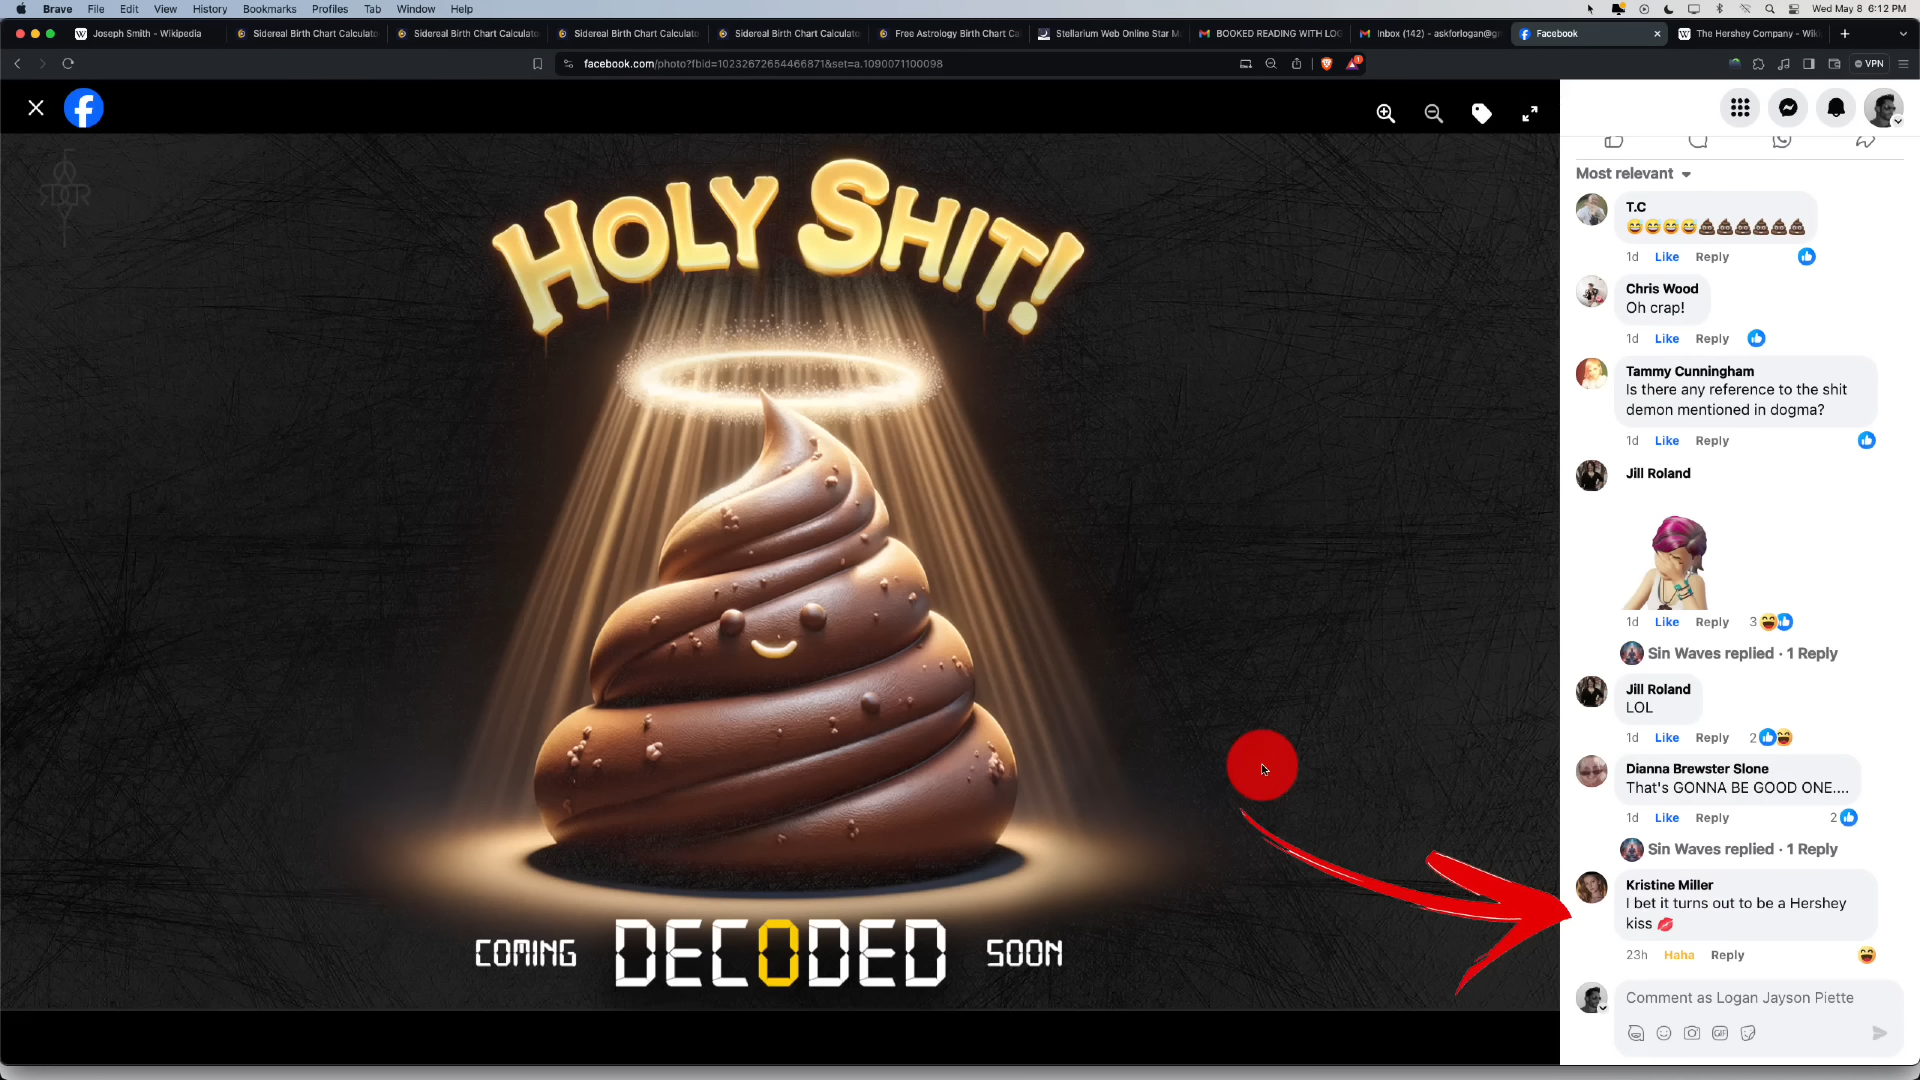 Brave File Edit View History Bookmarks Profiles Tab Window Help
Wed May 8 6:12 PM
Joseph Smith - Wikipedia
Sidereal Birth Chart Calculato
Sidereal Birth Chart Calculato
Sidereal Birth Chart Calculato
Sidereal Birth Chart Calculato
Free Astrology Birth Chart Ca
Stellarium Web Online Star M
BOOKED READING WITH LOG
Inbox (142) - askforlogan@g
Facebook
The Hershey Company - Wiki
facebook.com/photo?fbid=10232672654466871&set=a.1090071100098
VPN
HOLY SHIT!
COMING DECODED SOON
Most relevant
T.C
😅😅😅😅💩💩💩💩💩💩
1d Like Reply
Chris Wood
Oh crap!
1d Like Reply
Tammy Cunningham
Is there any reference to the shit
demon mentioned in dogma?
1d Like Reply
Jill Roland
1d Like Reply 3
Sin Waves replied · 1 Reply
Jill Roland
LOL
1d Like Reply 2
Dianna Brewster Slone
That's GONNA BE GOOD ONE....
1d Like Reply 2
Sin Waves replied · 1 Reply
Kristine Miller
I bet it turns out to be a Hershey
kiss 💋
23h Haha Reply
Comment as Logan Jayson Piette
GIF